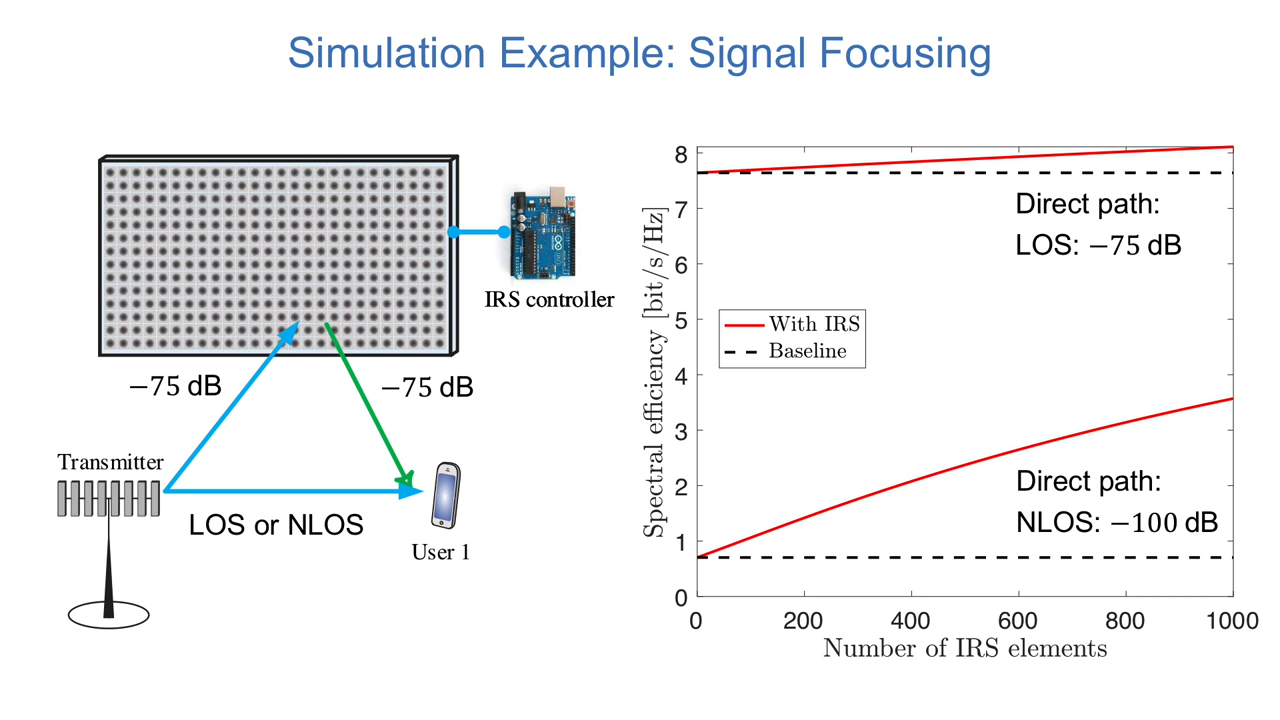 Simulation Example: Signal Focusing
IRS controller
−75 dB
−75 dB
Transmitter
LOS or NLOS
User 1
Spectral efficiency [bit/s/Hz]
8
7
6
5
4
3
2
1
0
With IRS
Baseline
Direct path:
LOS: −75 dB
Direct path:
NLOS: −100 dB
0 200 400 600 800 1000
Number of IRS elements